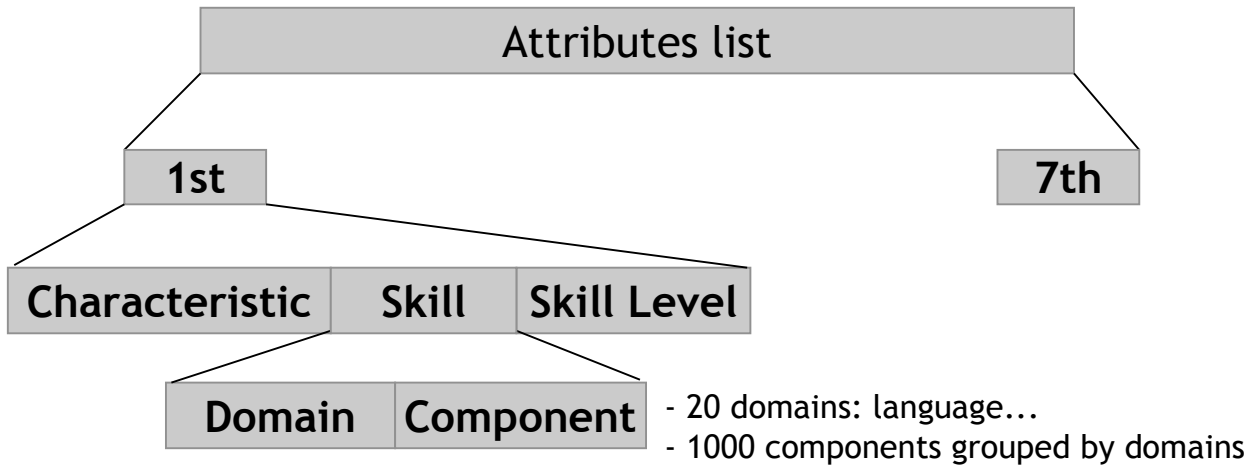 Attributes list
1st 7th
Characteristic Skill Skill Level
Domain Component
- 20 domains: language...
- 1000 components grouped by domains